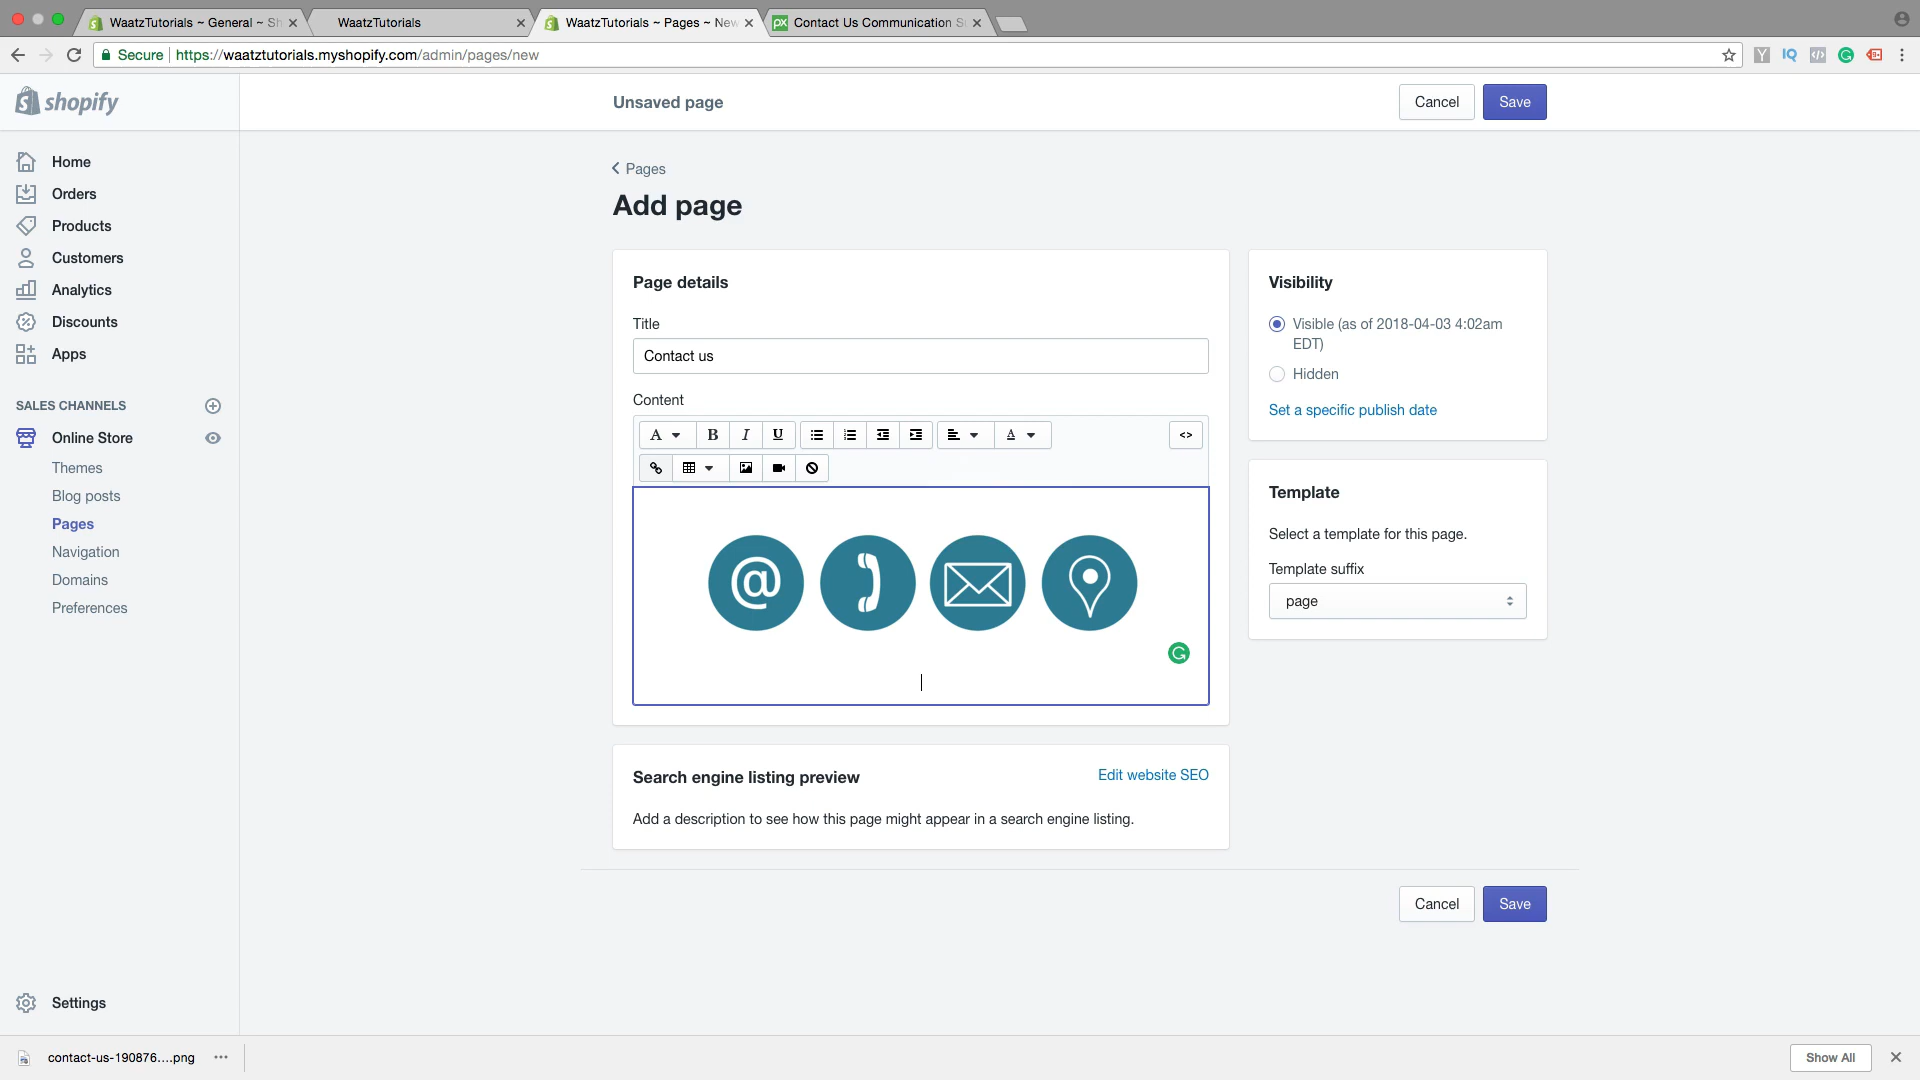 WaatzTutorials ~ General ~ Sh
WaatzTutorials
WaatzTutorials ~ Pages ~ New
Contact Us Communication S
Secure
https://waatztutorials.myshopify.com/admin/pages/new
shopify
Unsaved page
Cancel
Save
Home
Orders
Products
Customers
Analytics
Discounts
Apps
SALES CHANNELS
Online Store
Themes
Blog posts
Pages
Navigation
Domains
Preferences
Settings
Pages
Add page
Page details
Title
Contact us
Content
A
B
I
U
A
<>
@
Search engine listing preview
Edit website SEO
Add a description to see how this page might appear in a search engine listing.
Visibility
Visible (as of 2018-04-03 4:02am
EDT)
Hidden
Set a specific publish date
Template
Select a template for this page.
Template suffix
page
Cancel
Save
contact-us-190876....png
Show All